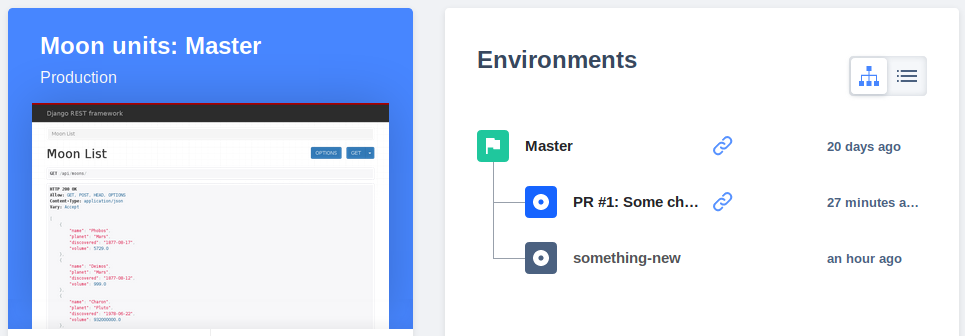 Moon units: Master
Production
Django REST framework
Moon List
Moon List
OPTIONS
GET
GET /api/moons/
HTTP 200 OK
Allow: GET, POST, HEAD, OPTIONS
Content-Type: application/json
Vary: Accept
[
{
"name": "Phobos",
"planet": "Mars",
"discovered": "1877-08-17",
"volume": 5729.0
},
{
"name": "Deimos",
"planet": "Mars",
"discovered": "1877-08-12",
"volume": 999.0
},
{
"name": "Charon",
"planet": "Pluto",
"discovered": "1978-06-22",
"volume": 932000000.0
},
Environments
Master
20 days ago
PR #1: Some ch...
27 minutes a...
something-new
an hour ago